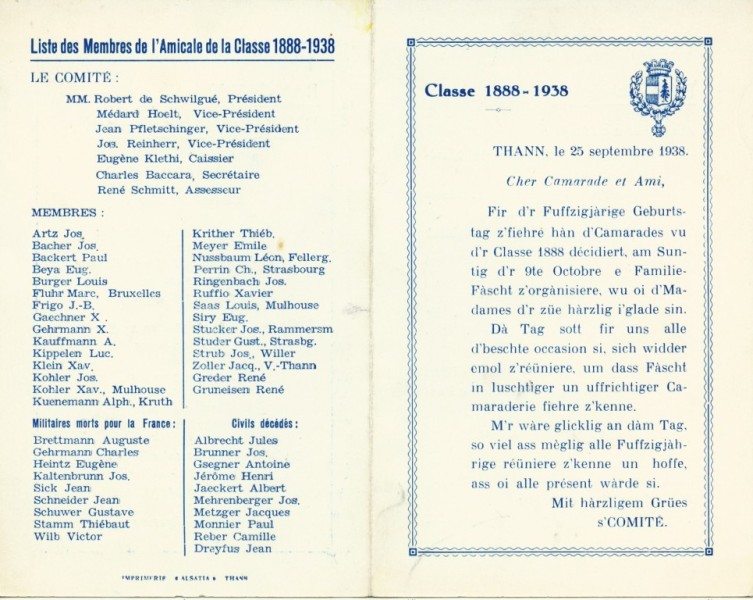 Liste des Membres de l'Amicale de la Classe 1888-1938
LE COMITÉ :
MM. Robert de Schwilgué, Président
Médard Hoelt, Vice-Président
Jean Pfletschinger, Vice-Président
Jos. Reinherr, Vice-Président
Eugène Klethi, Caissier
Charles Baccara, Secrétaire
René Schmitt, Assesseur
MEMBRES :
Artz Jos.
Bacher Jos.
Backert Paul
Beya Eug.
Burger Louis
Fluhr Marc, Bruxelles
Frigo J.-B.
Gaechner X .
Gehrmann X.
Kauffmann A.
Kippelen Luc.
Klein Xav.
Kohler Jos.
Kohler Xav., Mulhouse
Kuenemann Alph., Kruth
Krither Thiéb.
Meyer Emile
Nussbaum Léon, Fellerg.
Perrin Ch., Strasbourg
Ringenbach Jos.
Ruffio Xavier
Saas Louis, Mulhouse
Siry Eug.
Stucker Jos., Rammersm
Studer Gust., Strasbg.
Strub Jos., Willer
Zoller Jacq., V.-Thann
Greder René
Gruneisen René
Militaires morts pour la France :
Brettmann Auguste
Gehrmann Charles
Heintz Eugène
Kaltenbrunn Jos.
Sick Jean
Schneider Jean
Schuwer Gustave
Stamm Thiébaut
Wilb Victor
Civils décédés :
Albrecht Jules
Brunner Jos.
Gsegner Antoine
Jérôme Henri
Jaeckert Albert
Mehrenberger Jos.
Metzger Jacques
Monnier Paul
Reber Camille
Dreyfus Jean
IMPRIMERIE « ALSATIA » THANN
Classe 1888 - 1938
THANN, le 25 septembre 1938.
Cher Camarade et Ami,
Fir d'r Fuffzigjärige Geburts-
tag z'fiehré hàn d'Camarades vu
d'r Classe 1888 décidiert, am Sun-
tig d'r 9te Octobre e Familie-
Fàscht z'orgànisiere, wu oi d'Ma-
dames d'r züe hàrzlig i'glade sin.
Dà Tag sott fir uns alle
d'beschte occasion si, sich widder
emol z'réüniere, um dass Fàscht
in luschtiger un uffrichtiger Ca-
maraderie fiehre z'kenne.
M'r wàre glicklig an dàm Tag,
so viel ass mèglig alle Fuffzigjàh-
rige réüniere z'kenne un hoffe,
ass oi alle présent wàrde si.
Mit hàrzligem Grües
s'COMITÉ.